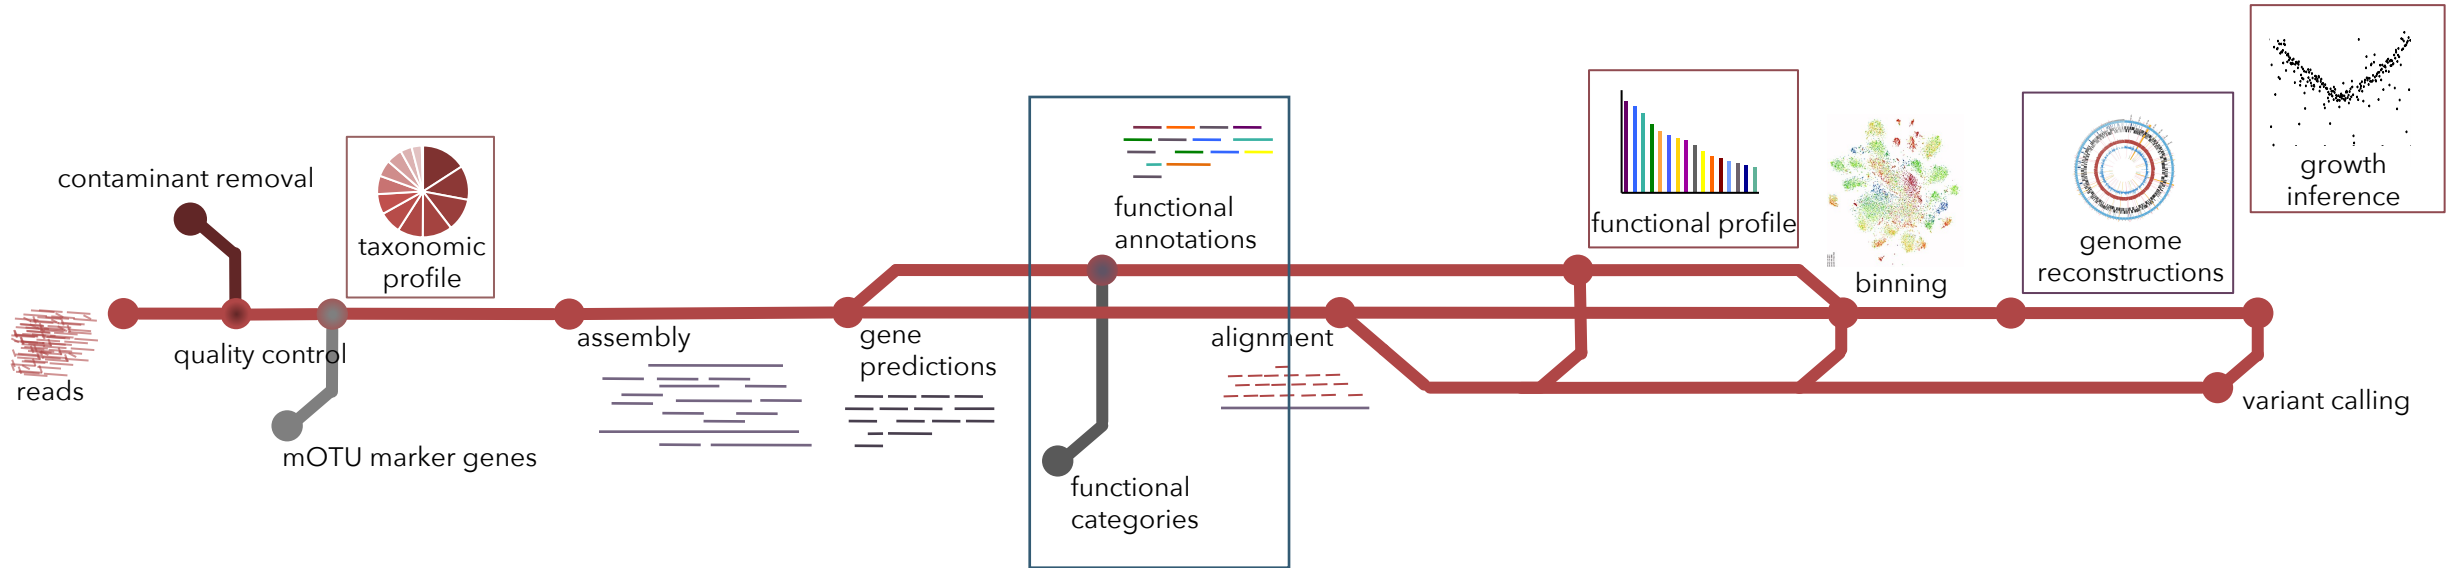 contaminant removal
taxonomic
profile
reads
quality control
mOTU marker genes
assembly
gene
predictions
functional
annotations
functional
categories
alignment
functional profile
binning
genome
reconstructions
growth
inference
variant calling